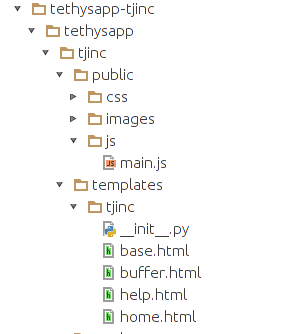 tethysapp-tjinc
tethysapp
tjinc
public
css
images
js
main.js
templates
tjinc
__init__.py
base.html
buffer.html
help.html
home.html